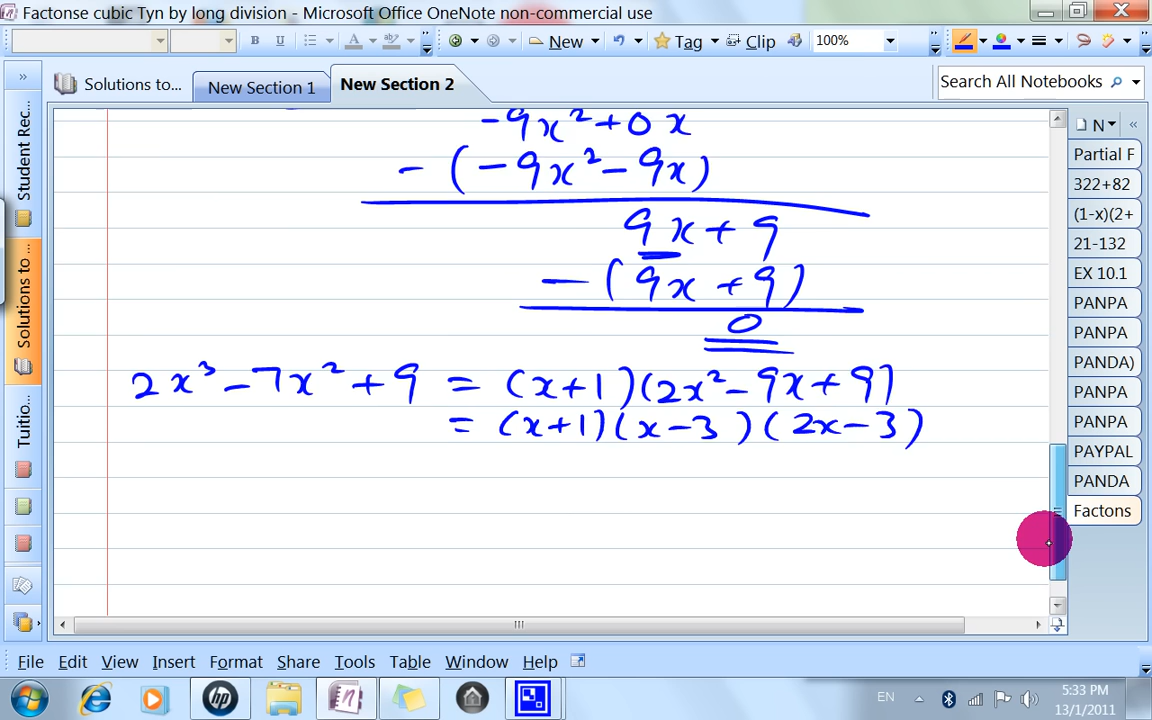 Factonse cubic Tyn by long division - Microsoft Office OneNote non-commercial use
B U New Tag Clip 100%
Solutions to... New Section 1 New Section 2 Search All Notebooks
Student Rec...
Solutions to ...
Tuitio...
N
Partial F
322+82
(1-x)(2+
21-132
EX 10.1
PANPA
PANPA
PANDA)
PANPA
PANPA
PAYPAL
PANDA
Factons
-9x²+0x
-(-9x²-9x)
9x+9
-(9x+9)
0
2x³-7x²+9 = (x+1)(2x²-9x+9)
= (x+1)(x-3)(2x-3)
File Edit View Insert Format Share Tools Table Window Help
EN 5:33 PM
13/1/2011